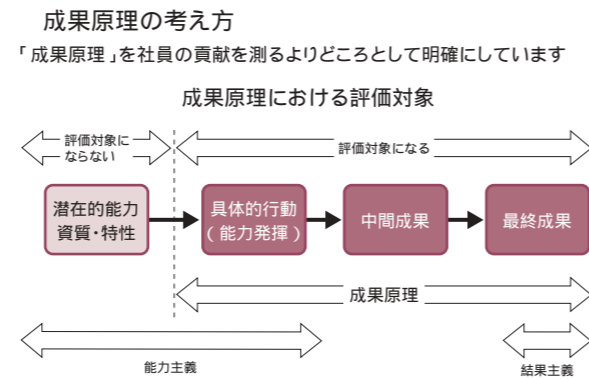 成果原理の考え方
「成果原理」を社員の貢献を測るよりどころとして明確にしています
成果原理における評価対象
評価対象に
ならない
評価対象になる
潜在的能力
資質・特性
具体的行動
(能力発揮)
中間成果
最終成果
成果原理
能力主義
結果主義